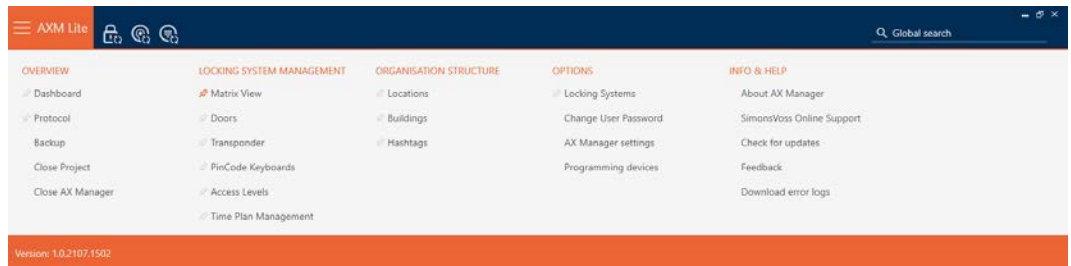 AXM Lite
Global search
OVERVIEW
Dashboard
Protocol
Backup
Close Project
Close AX Manager
LOCKING SYSTEM MANAGEMENT
Matrix View
Doors
Transponder
PinCode Keyboards
Access Levels
Time Plan Management
ORGANISATION STRUCTURE
Locations
Buildings
Hashtags
OPTIONS
Locking Systems
Change User Password
AX Manager settings
Programming devices
INFO & HELP
About AX Manager
SimonsVoss Online Support
Check for updates
Feedback
Download error logs
Version: 1.0.2107.1502